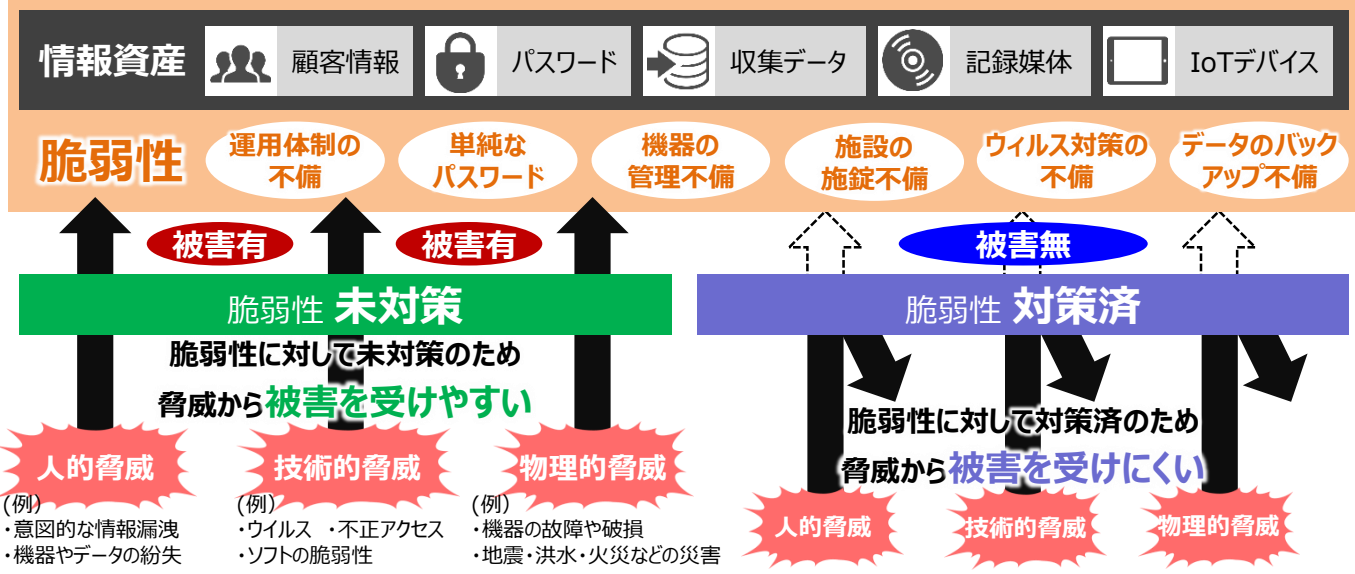 情報資産 顧客情報 パスワード 収集データ 記録媒体 IoTデバイス
脆弱性
運用体制の
不備
単純な
パスワード
機器の
管理不備
施設の
施錠不備
ウィルス対策の
不備
データのバック
アップ不備
被害有
被害有
被害無
脆弱性 未対策
脆弱性 対策済
脆弱性に対して未対策のため
脅威から被害を受けやすい
脆弱性に対して対策済のため
脅威から被害を受けにくい
人的脅威
(例)
・意図的な情報漏洩
・機器やデータの紛失
技術的脅威
(例)
・ウイルス ・不正アクセス
・ソフトの脆弱性
物理的脅威
(例)
・機器の故障や破損
・地震・洪水・火災などの災害
人的脅威
技術的脅威
物理的脅威